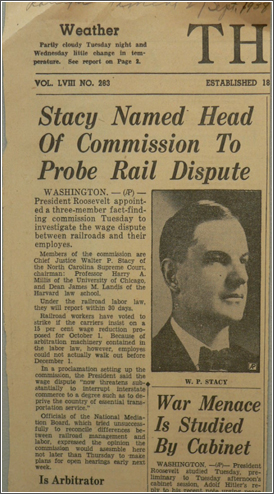 Sept. 1938
Weather
Partly cloudy Tuesday night and
Wednesday little change in tem-
perature. See report on Page 2.
TH
VOL. LVIII NO. 293
ESTABLISHED 18
Stacy Named Head
Of Commission To
Probe Rail Dispute
WASHINGTON, — (AP) —
President Roosevelt appoint-
ed a three-member fact-find-
ing commission Tuesday to
investigate the wage dispute
between railroads and their
employes.
Members of the commission are
Chief Justice Walter P. Stacy of
the North Carolina Supreme Court,
chairman; Professor Harry A.
Millis of the University of Chicago,
and Dean James M. Landis of the
Harvard law school.
Under the railroad labor law,
they will report within 30 days.
Railroad workers have voted to
strike if the carriers insist on a
15 per cent wage reduction pro-
posed for October 1. Because of
arbitration machinery contained in
the labor law, however, employes
could not actually walk out before
December 1.
In a proclamation setting up the
commission, the President said the
wage dispute "now threatens sub-
stantially to interrupt interstate
commerce to a degree such as to de-
prive the country of essential trans-
portation service."
Officials of the National Media-
tion Board, which tried unsuccess-
fully to reconcile differences be-
tween railroad management and
labor, expressed the opinion the
commission would assemble here
not later than Thursday to make
plans for open hearings early next
week.
Is Arbitrator
W. P. STACY
War Menace
Is Studied
By Cabinet
WASHINGTON — (AP) — President
Roosevelt studied Tuesday, pre-
liminary to Tuesday afternoon's
cabinet session, Adolf Hitler's re-